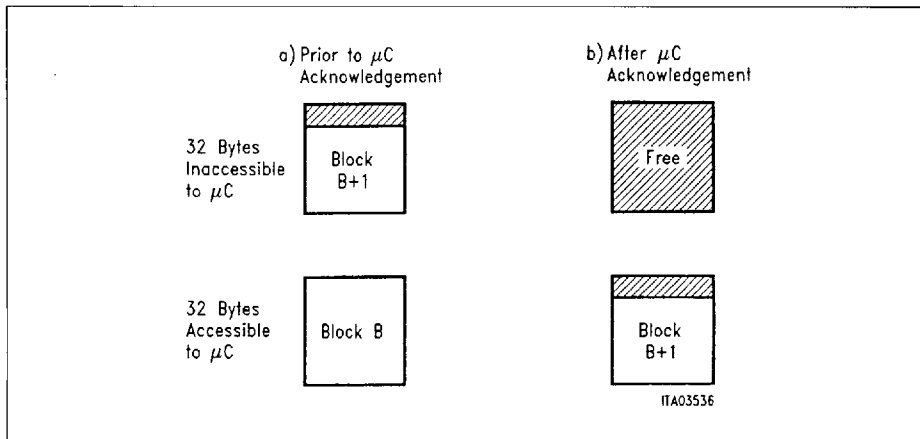 a) Prior to μC
Acknowledgement
b) After μC
Acknowledgement
32 Bytes
Inaccessible
to μC
Block
B+1
Free
32 Bytes
Accessible
to μC
Block B
Block
B+1
ITA03536